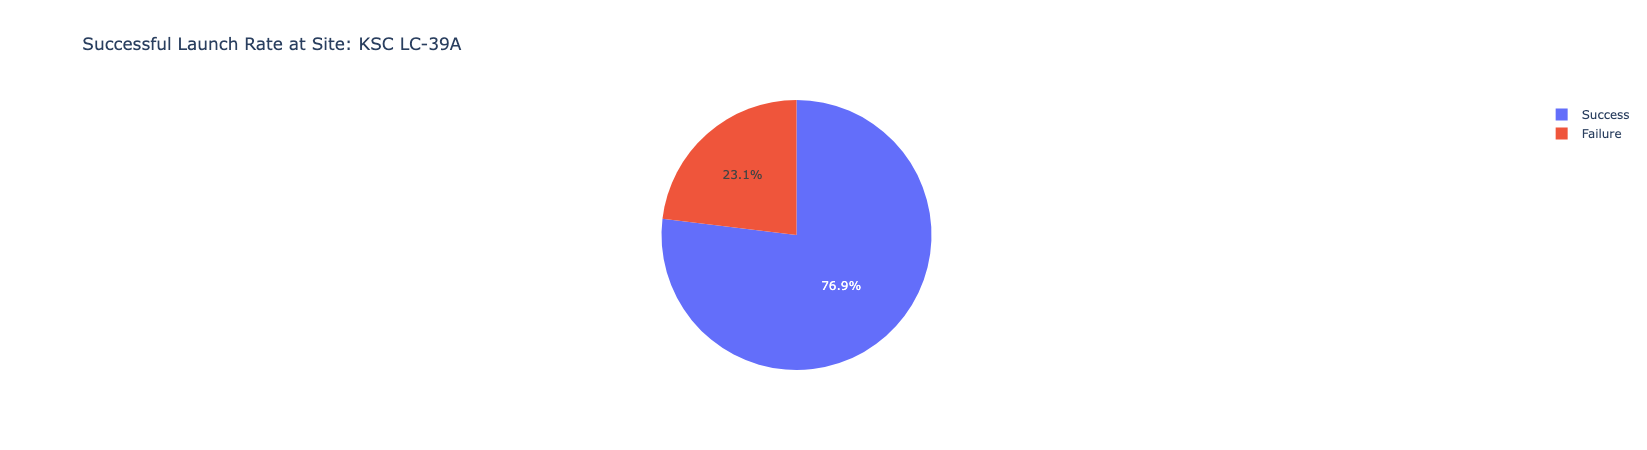 Successful Launch Rate at Site: KSC LC-39A
Success
Failure
23.1%
76.9%